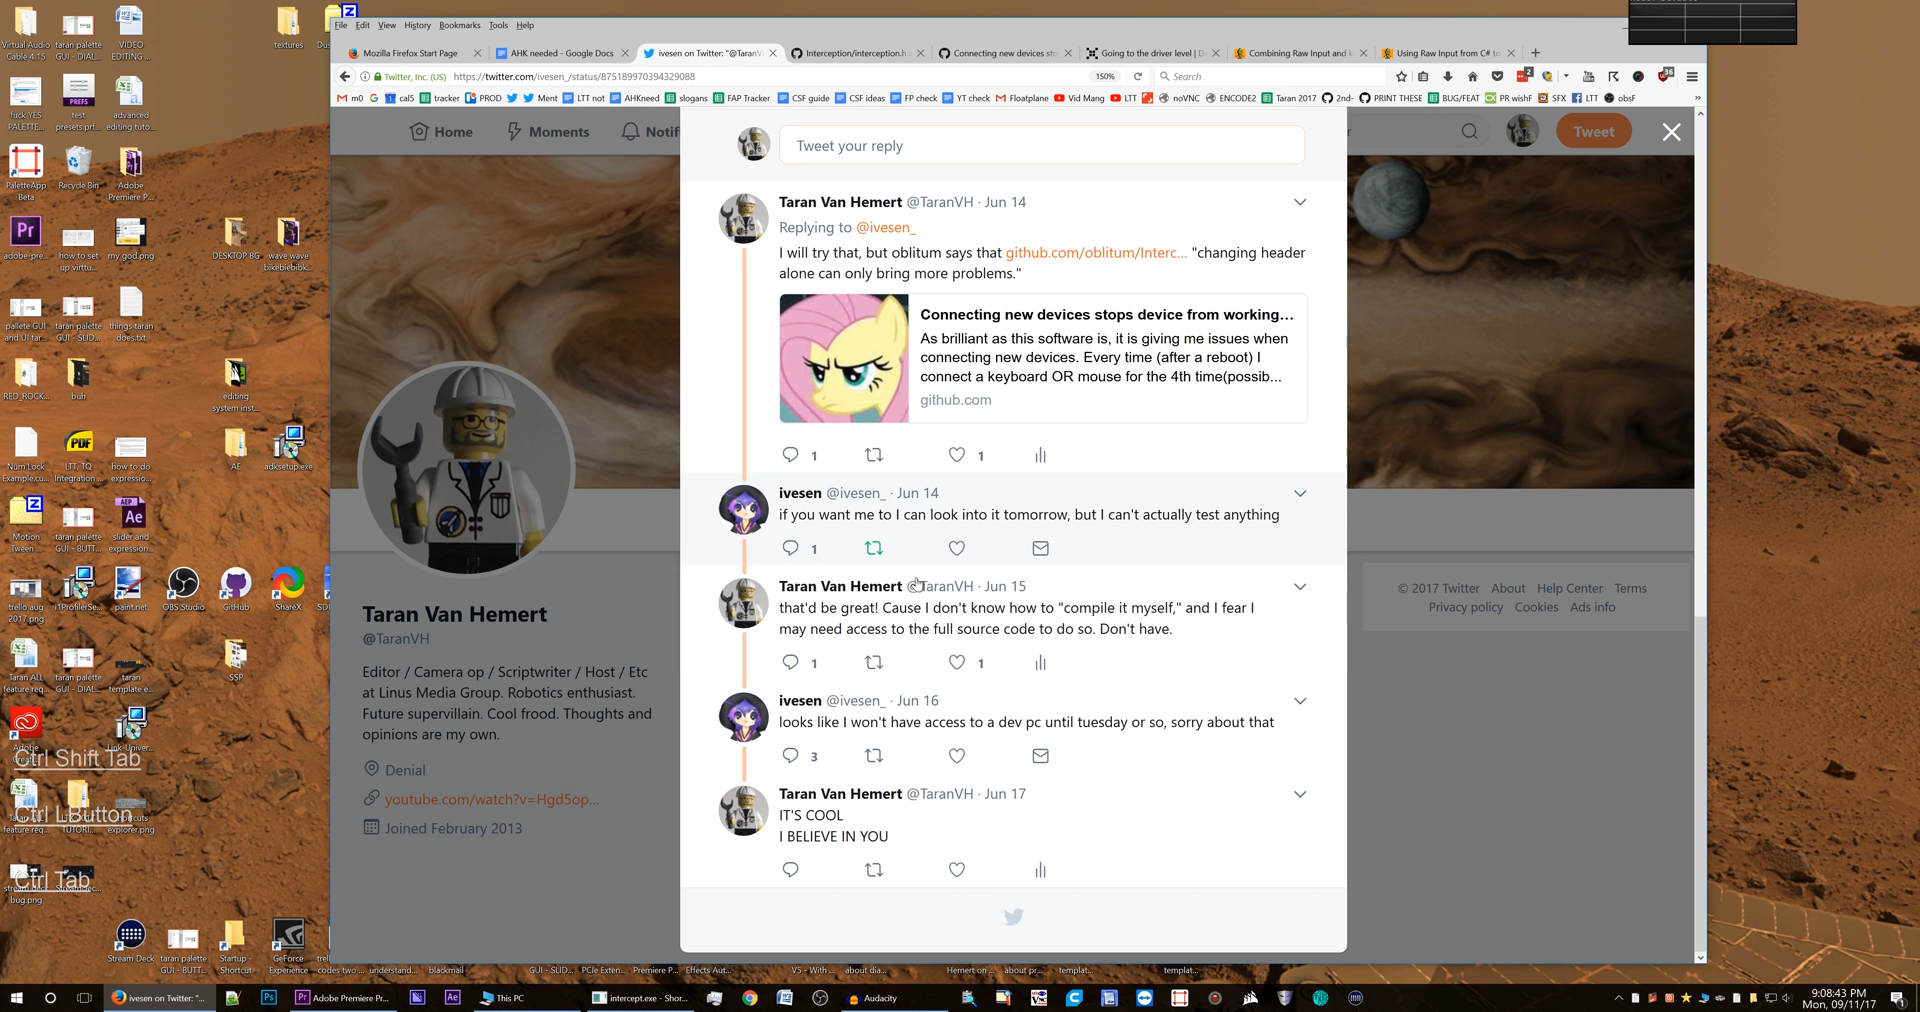 File Edit View History Bookmarks Tools Help
Mozilla Firefox Start Page
AHK needed - Google Docs
ivesen on Twitter: "@TaranV
Interception/interception.h
Connecting new devices sto
Going to the driver level | D
Combining Raw Input and k
Using Raw Input from C# to
Twitter, Inc. (US)
https://twitter.com/ivesen_/status/875189970394329088
150%
Search
m0 cal5 tracker PROD Ment LTT not AHKneed slogans FAP Tracker CSF guide CSF ideas FP check YT check Floatplane Vid Mang LTT noVNC ENCODE2 Taran 2017 2nd- PRINT THESE BUG/FEAT PR wishF SFX LTT obsF
Home Moments Notif
Tweet
Tweet your reply
Taran Van Hemert @TaranVH · Jun 14
Replying to @ivesen_
I will try that, but oblitum says that github.com/oblitum/Interc... "changing header
alone can only bring more problems."
Connecting new devices stops device from working...
As brilliant as this software is, it is giving me issues when
connecting new devices. Every time (after a reboot) I
connect a keyboard OR mouse for the 4th time(possib...
github.com
1 1
ivesen @ivesen_ · Jun 14
if you want me to I can look into it tomorrow, but I can't actually test anything
1
Taran Van Hemert @TaranVH · Jun 15
that'd be great! Cause I don't know how to "compile it myself," and I fear I
may need access to the full source code to do so. Don't have.
1 1
ivesen @ivesen_ · Jun 16
looks like I won't have access to a dev pc until tuesday or so, sorry about that
3
Taran Van Hemert @TaranVH · Jun 17
IT'S COOL
I BELIEVE IN YOU
Taran Van Hemert
@TaranVH
Editor / Camera op / Scriptwriter / Host / Etc
at Linus Media Group. Robotics enthusiast.
Future supervillain. Cool frood. Thoughts and
opinions are my own.
Denial
youtube.com/watch?v=Hgd5op...
Joined February 2013
© 2017 Twitter About Help Center Terms
Privacy policy Cookies Ads info
Virtual Audio
Cable 4.15
taran palette
GUI - DIAL...
VIDEO
EDITING ...
textures
fuck YES
PALETTE...
test
presets.prf...
advanced
editing tuto...
PaletteApp
Beta
Recycle Bin
Adobe
Premiere P...
adobe-pre...
how to set
up virttu...
my god.png
DESKTOP BG
wave wave
bikebiebibk...
pallete GUI
and UI tar...
taran palette
GUI - SLID...
things taran
does.txt
RED_ROCK...
buh
editing
system inst...
Num Lock
Example.cu...
LTT, TQ
Integration ...
how to do
expressio...
AE
adksetup.exe
Motion
Tween ...
taran palette
GUI - BUTT...
slider and
expression...
trello aug
2017.png
i1ProfilerSe...
paint.net
OBS Studio
GitHub
ShareX
Taran ALL
feature req...
taran palette
GUI - DIAL...
taran
template e...
SSP
Ctrl Shift Tab
Ctrl LButton
Ctrl Tab
bug.png
Stream Deck
taran palette
GUI - BUTT...
Startup -
Shortcut
GeForce
Experience
codes two ...
understand...
blackmail
GUI - SLID...
PCIe Exten...
Premiere P...
Effects Aut...
V5 - With ...
about dia...
Hemert on ...
about pr...
templat...
templat...
ivesen on Twitter: "...
Adobe Premiere Pr...
This PC
intercept.exe - Shor...
Audacity
9:08:43 PM
Mon, 09/11/17